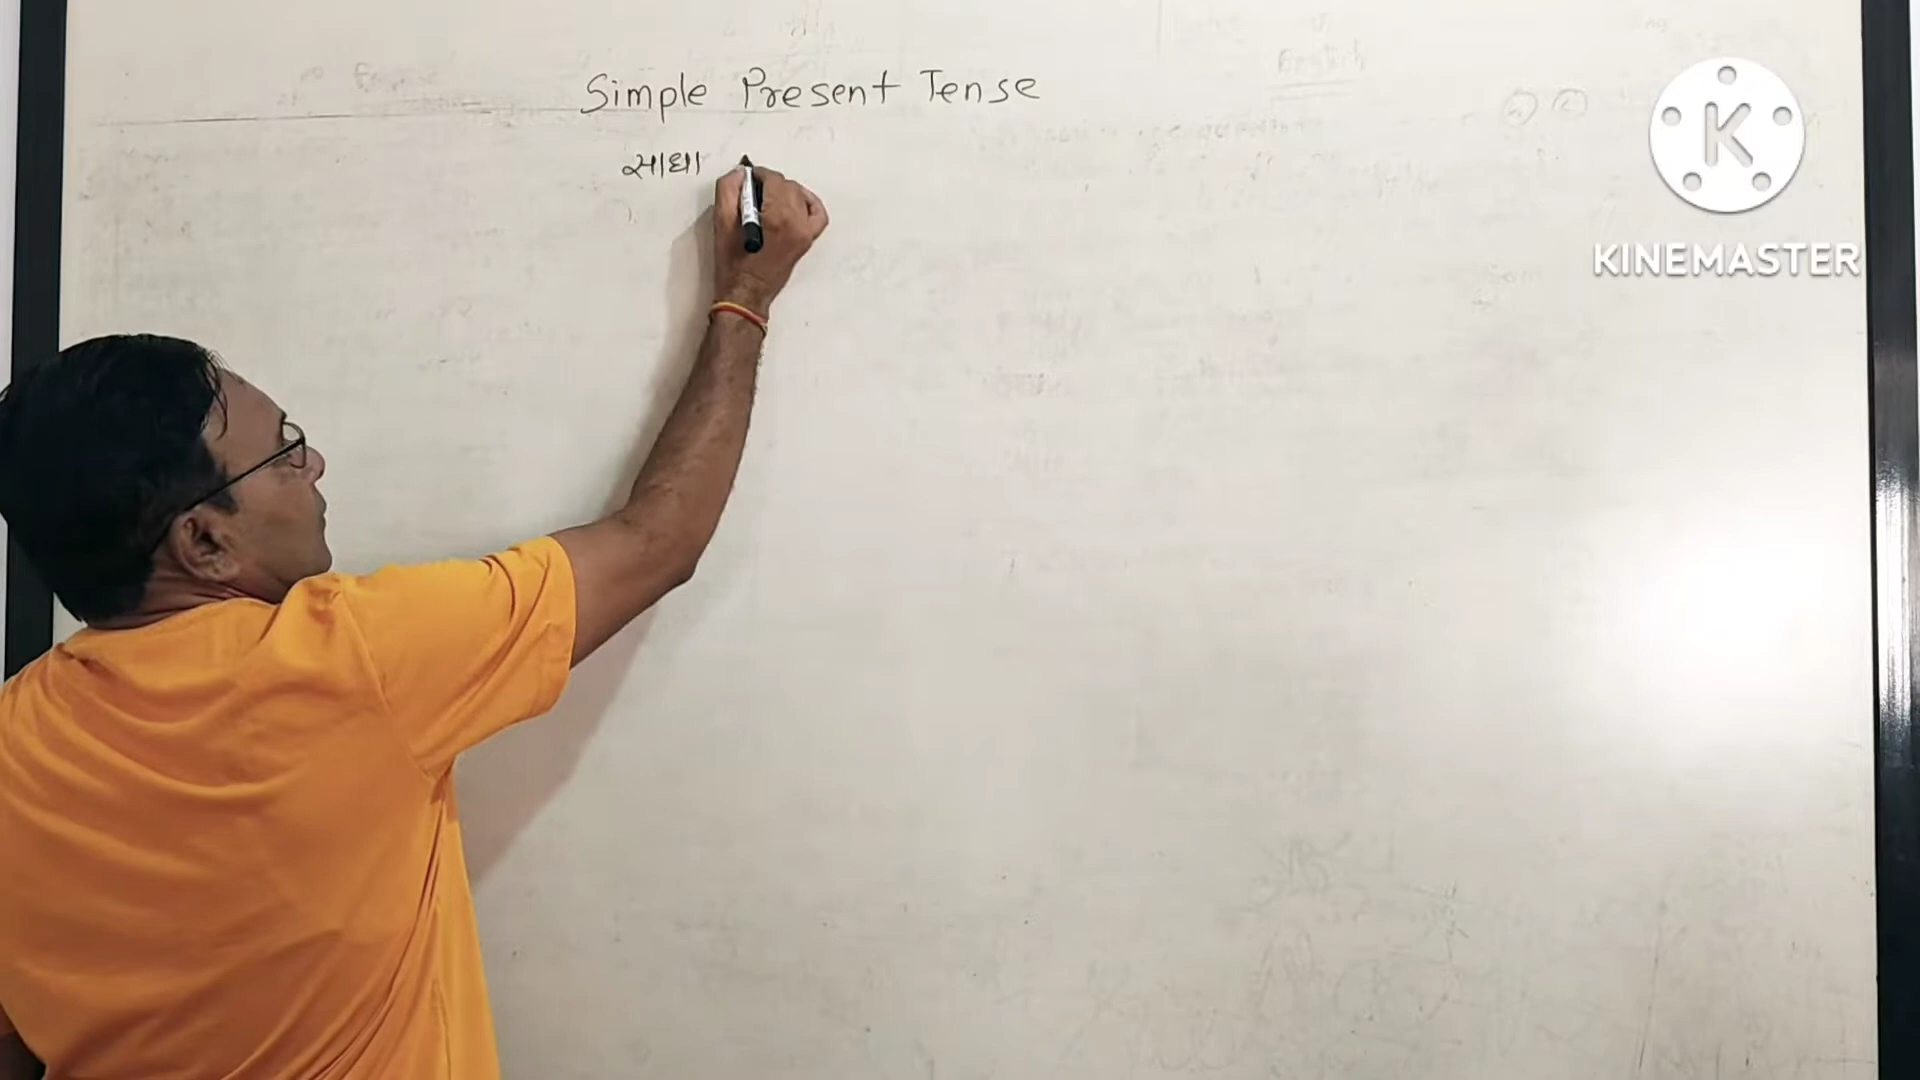 Simple Present Tense
સાદા
KINEMASTER